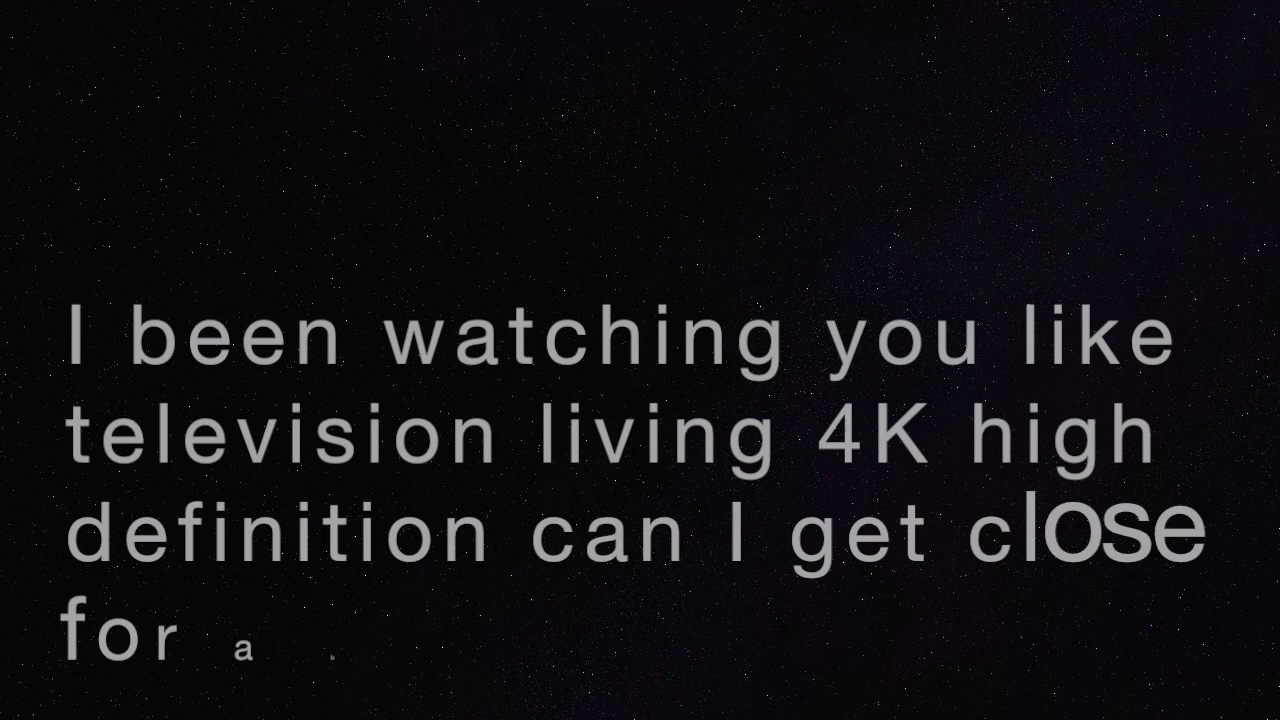 I been watching you like
television living 4K high
definition can I get close
for a